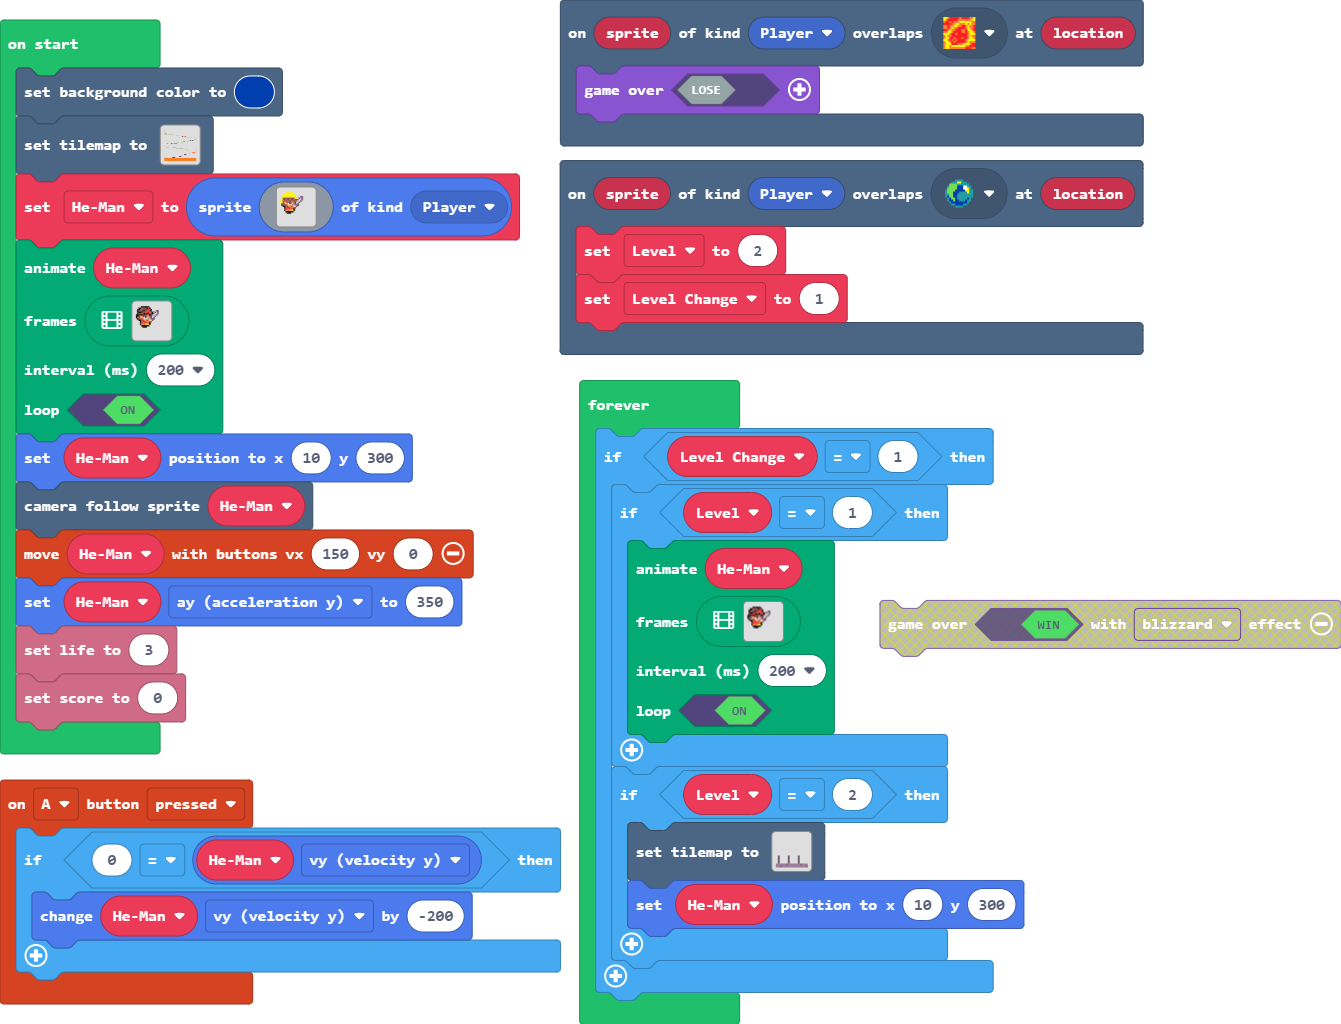 on start
set background color to
set tilemap to
set He-Man to sprite of kind Player
animate He-Man
frames
interval (ms) 200
loop ON
set He-Man position to x 10 y 300
camera follow sprite He-Man
move He-Man with buttons vx 150 vy 0
set He-Man ay (acceleration y) to 350
set life to 3
set score to 0
on A button pressed
if 0 = He-Man vy (velocity y) then
change He-Man vy (velocity y) by -200
on sprite of kind Player overlaps at location
game over LOSE
on sprite of kind Player overlaps at location
set Level to 2
set Level Change to 1
forever
if Level Change = 1 then
if Level = 1 then
animate He-Man
frames
interval (ms) 200
loop ON
if Level = 2 then
set tilemap to
set He-Man position to x 10 y 300
game over WIN with blizzard effect